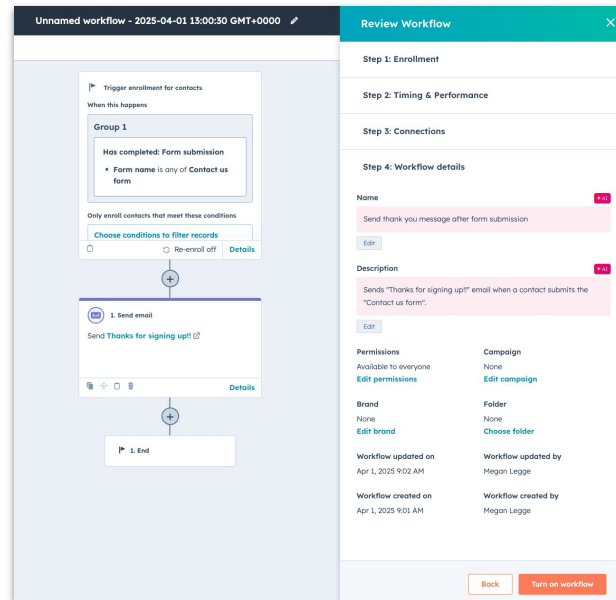 Unnamed workflow - 2025-04-01 13:00:30 GMT+0000
Trigger enrollment for contacts
When this happens
Group 1
Has completed: Form submission
• Form name is any of Contact us
form
Only enroll contacts that meet these conditions
Choose conditions to filter records
Re-enroll off Details
1. Send email
Send Thanks for signing up!!
Details
1. End
Review Workflow
Step 1: Enrollment
Step 2: Timing & Performance
Step 3: Connections
Step 4: Workflow details
Name AI
Send thank you message after form submission
Edit
Description AI
Sends "Thanks for signing up!!" email when a contact submits the
"Contact us form".
Edit
Permissions Campaign
Available to everyone None
Edit permissions Edit campaign
Brand Folder
None None
Edit brand Choose folder
Workflow updated on Workflow updated by
Apr 1, 2025 9:02 AM Megan Legge
Workflow created on Workflow created by
Apr 1, 2025 9:01 AM Megan Legge
Back Turn on workflow